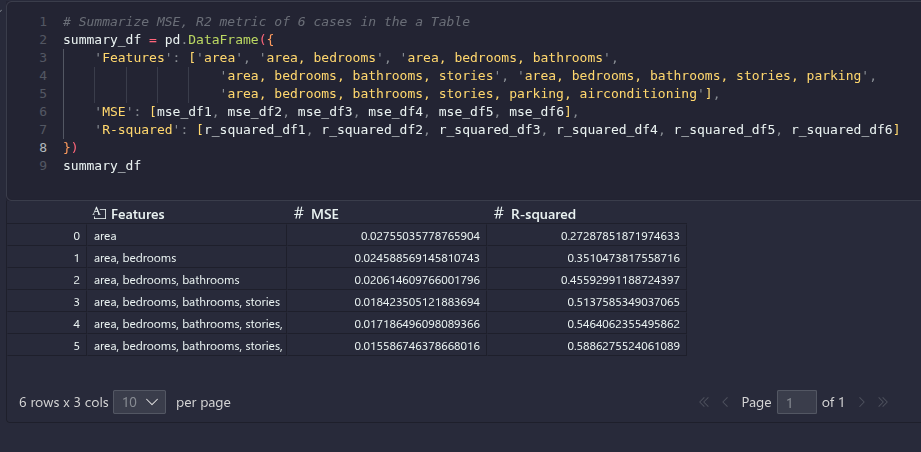 1 # Summarize MSE, R2 metric of 6 cases in the a Table
2 summary_df = pd.DataFrame({
3 'Features': ['area', 'area, bedrooms', 'area, bedrooms, bathrooms',
4 'area, bedrooms, bathrooms, stories', 'area, bedrooms, bathrooms, stories, parking',
5 'area, bedrooms, bathrooms, stories, parking, airconditioning'],
6 'MSE': [mse_df1, mse_df2, mse_df3, mse_df4, mse_df5, mse_df6],
7 'R-squared': [r_squared_df1, r_squared_df2, r_squared_df3, r_squared_df4, r_squared_df5, r_squared_df6]
8 })
9 summary_df
Features # MSE # R-squared
0 area 0.02755035778765904 0.27287851871974633
1 area, bedrooms 0.024588569145810743 0.3510473817558716
2 area, bedrooms, bathrooms 0.020614609766001796 0.45592991188724397
3 area, bedrooms, bathrooms, stories 0.018423505121883694 0.5137585349037065
4 area, bedrooms, bathrooms, stories, 0.017186496098089366 0.5464062355495862
5 area, bedrooms, bathrooms, stories, 0.015586746378668016 0.5886275524061089
6 rows x 3 cols 10 per page Page 1 of 1